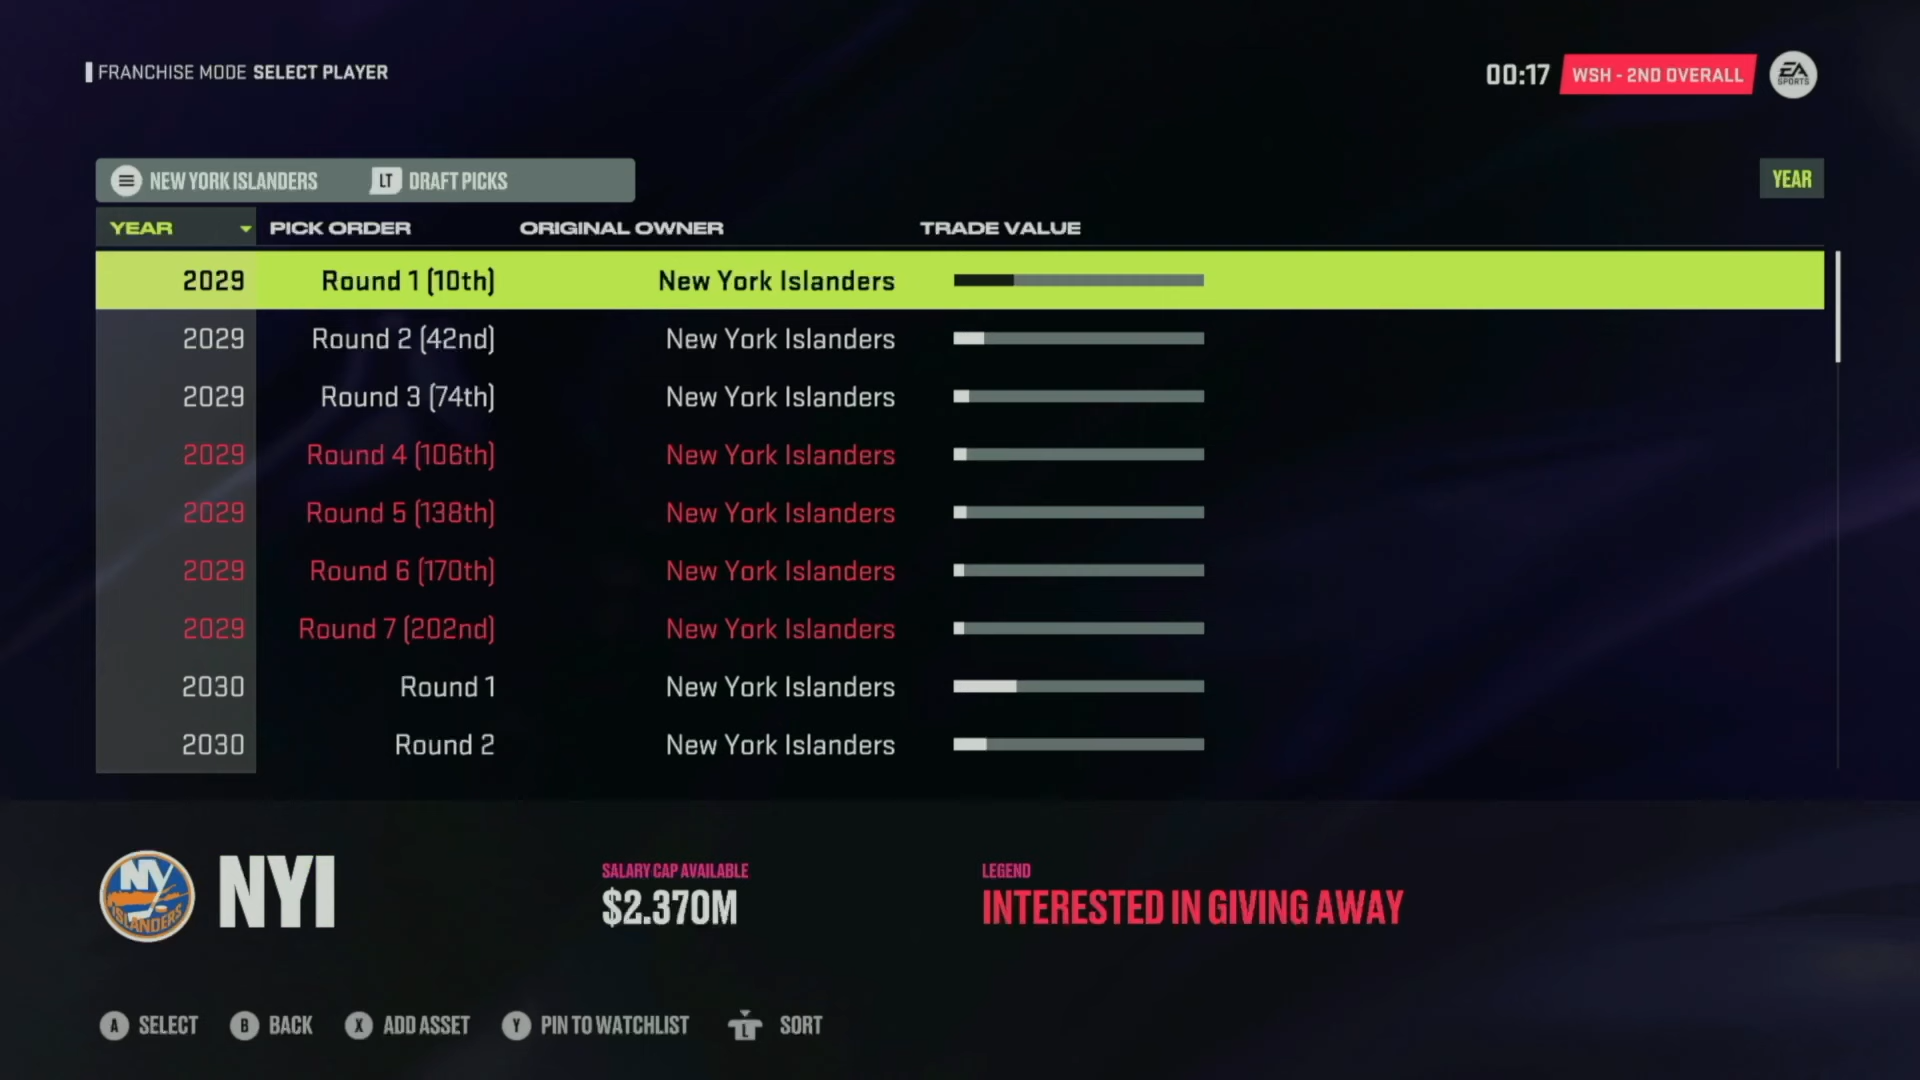 FRANCHISE MODE SELECT PLAYER
00:17 WSH - 2ND OVERALL EA SPORTS
NEW YORK ISLANDERS LT DRAFT PICKS
YEAR
YEAR PICK ORDER ORIGINAL OWNER TRADE VALUE
2029 Round 1 (10th) New York Islanders
2029 Round 2 (42nd) New York Islanders
2029 Round 3 (74th) New York Islanders
2029 Round 4 (106th) New York Islanders
2029 Round 5 (138th) New York Islanders
2029 Round 6 (170th) New York Islanders
2029 Round 7 (202nd) New York Islanders
2030 Round 1 New York Islanders
2030 Round 2 New York Islanders
NY ISLANDERS
NYI
SALARY CAP AVAILABLE
$2.370M
LEGEND
INTERESTED IN GIVING AWAY
A SELECT B BACK X ADD ASSET Y PIN TO WATCHLIST L SORT